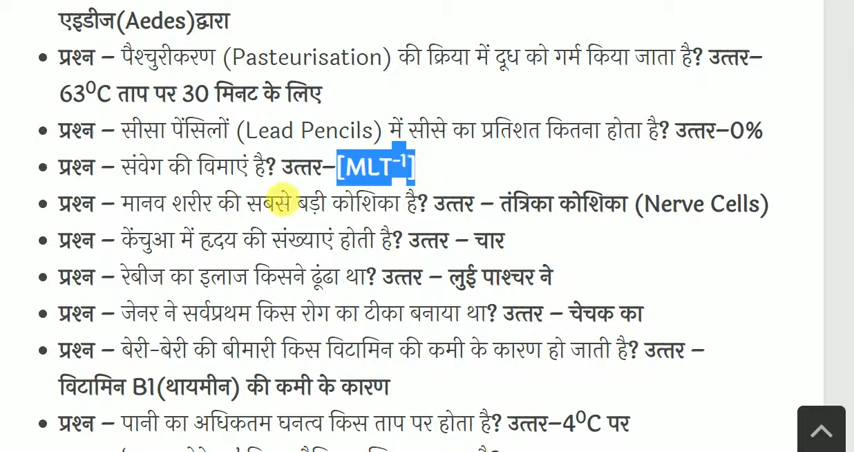 एइडीज(Aedes)द्वारा
प्रश्न – पैश्चुरीकरण (Pasteurisation) की क्रिया में दूध को गर्म किया जाता है? उत्तर–
63⁰C ताप पर 30 मिनट के लिए
प्रश्न – सीसा पेंसिलों (Lead Pencils) में सीसे का प्रतिशत कितना होता है? उत्तर–0%
प्रश्न – संवेग की विमाएं है? उत्तर–[MLT⁻¹]
प्रश्न – मानव शरीर की सबसे बड़ी कोशिका है? उत्तर – तंत्रिका कोशिका (Nerve Cells)
प्रश्न – केंचुआ में हृदय की संख्याएं होती है? उत्तर – चार
प्रश्न – रेबीज का इलाज किसने ढूंढा था? उत्तर – लुई पाश्चर ने
प्रश्न – जेनर ने सर्वप्रथम किस रोग का टीका बनाया था? उत्तर – चेचक का
प्रश्न – बेरी-बेरी की बीमारी किस विटामिन की कमी के कारण हो जाती है? उत्तर –
विटामिन B1(थायमीन) की कमी के कारण
प्रश्न – पानी का अधिकतम घनत्व किस ताप पर होता है? उत्तर–4⁰C पर